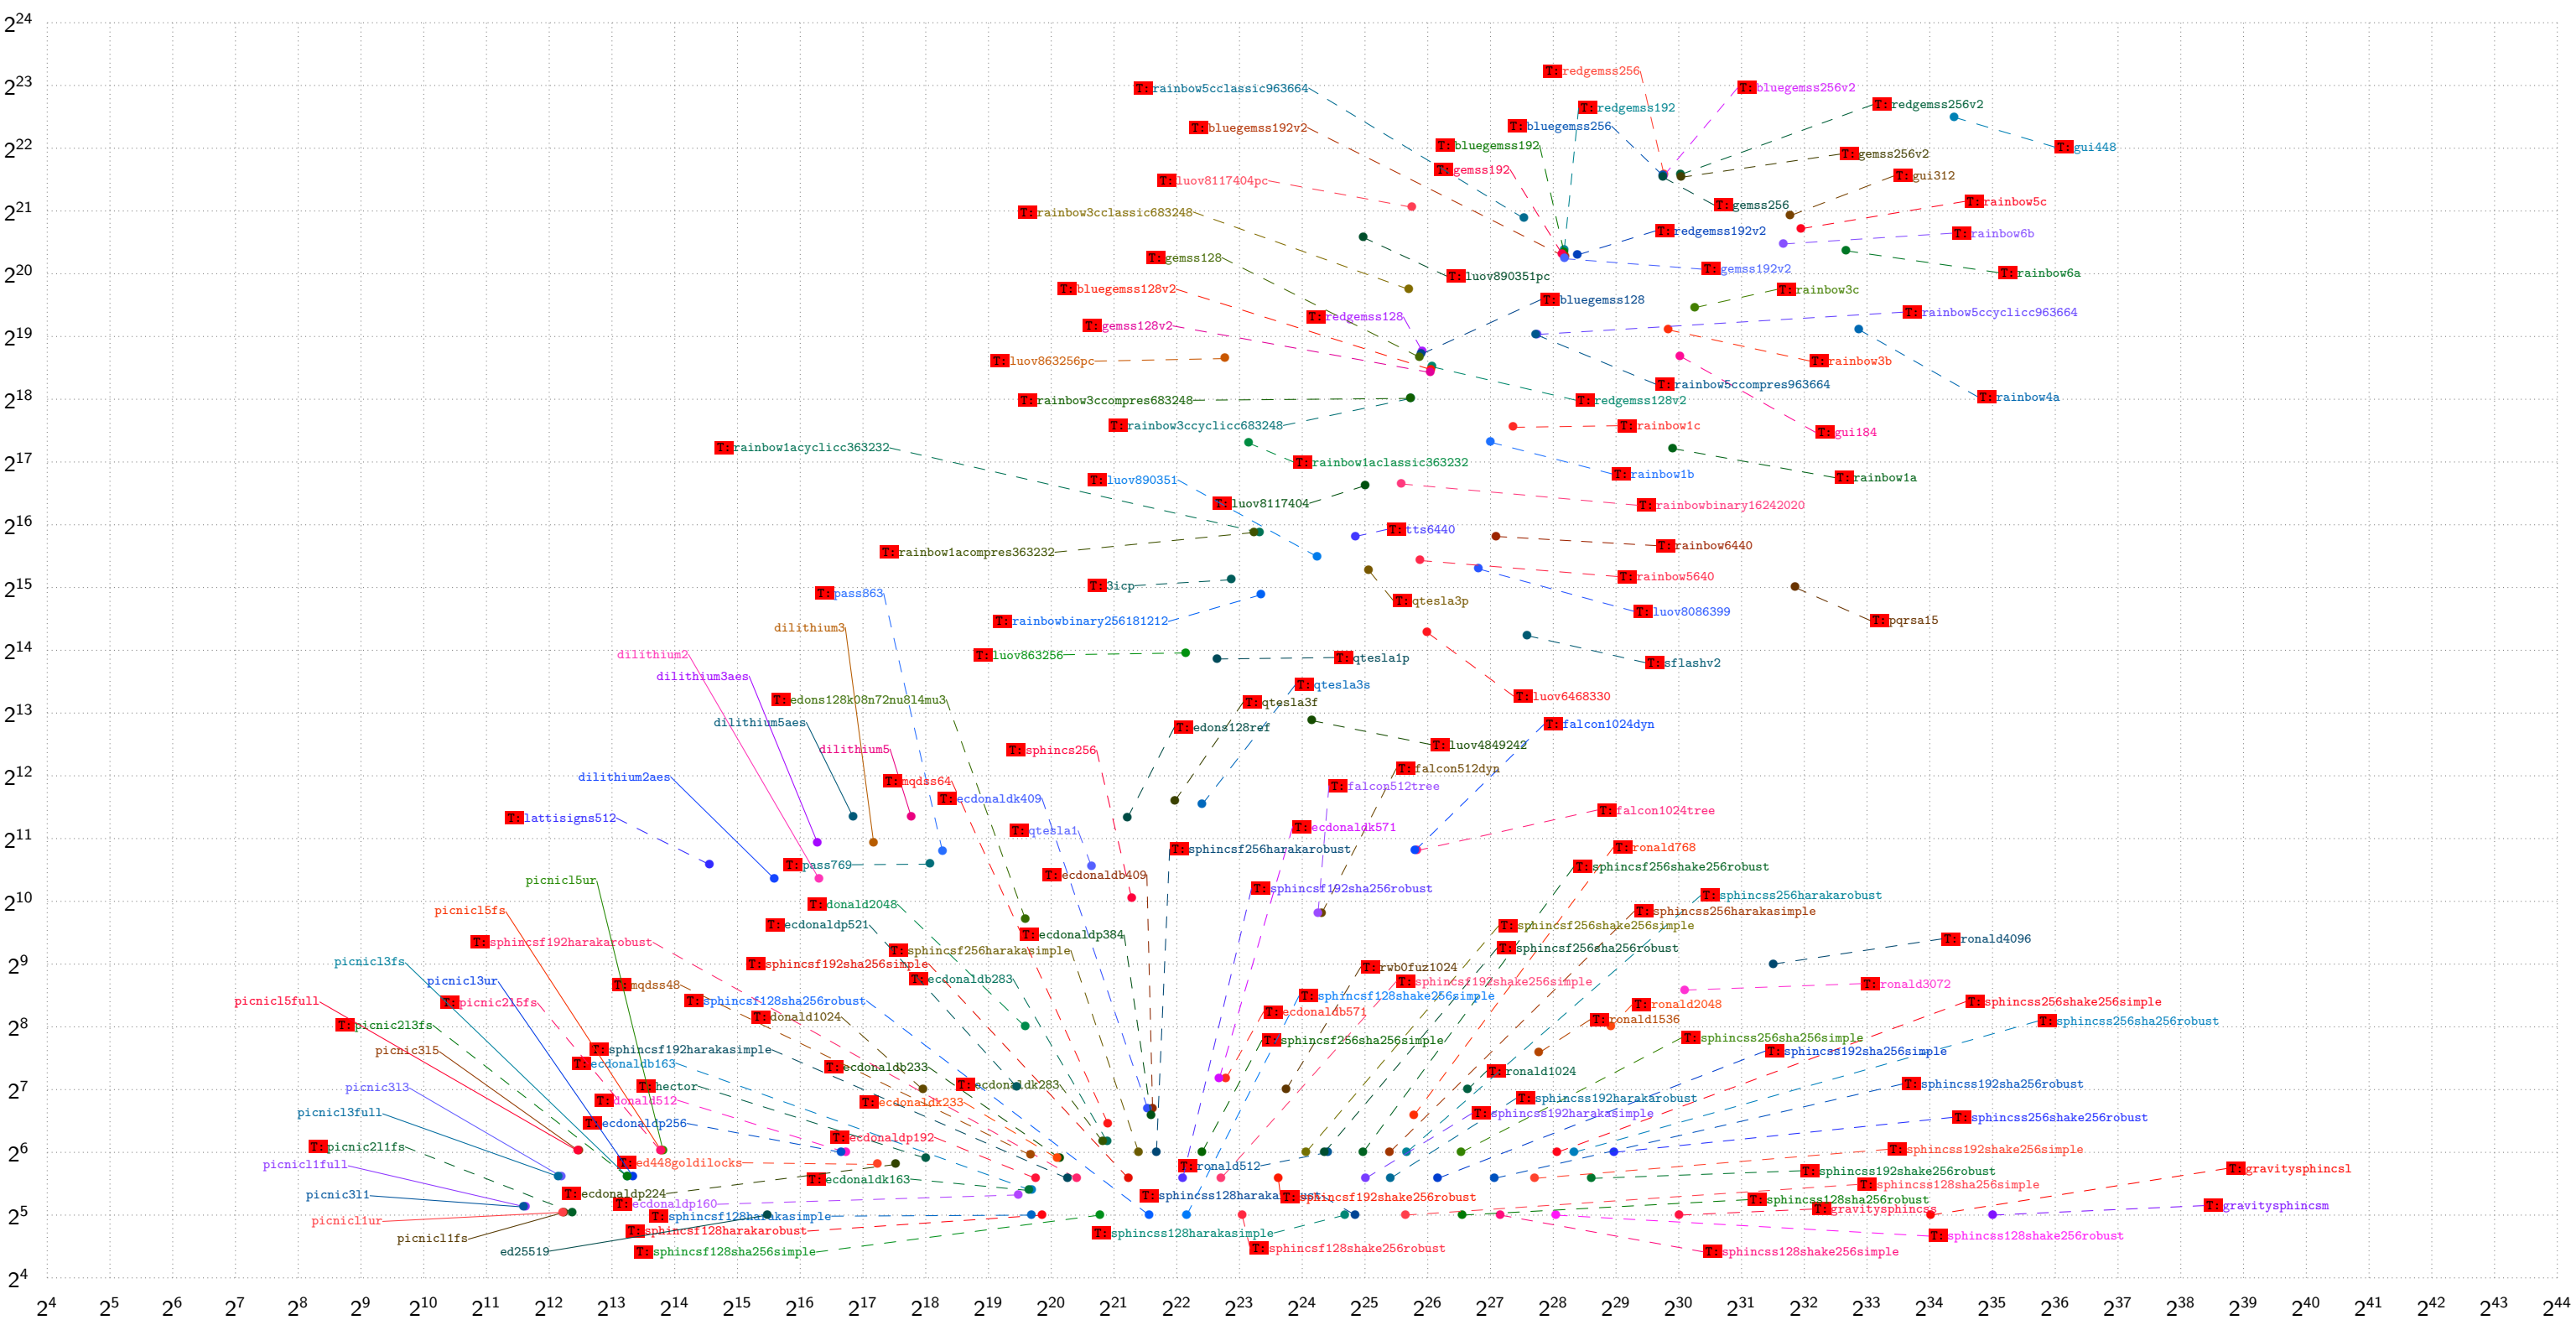 2^24
2^23
T:redgemss256
T:rainbow5cclassic963664
T:bluegemss256v2
T:redgemss192
T:redgemss256v2
T:bluegemss192v2
T:bluegemss256
2^22
T:bluegemss192
T:gui448
T:gemss256v2
T:gemss192
T:luov8117404pc
T:gui312
2^21
T:rainbow3cclassic683248
T:gemss256
T:rainbow5c
T:redgemss192v2
T:rainbow6b
T:gemss128
2^20
T:luov890351pc
T:gemss192v2
T:rainbow6a
T:bluegemss128v2
T:bluegemss128
T:rainbow3c
T:redgemss128
T:rainbow5ccyclicc963664
2^19
T:gemss128v2
T:luov863256pc
T:rainbow3b
T:rainbow5ccompres963664
2^18
T:rainbow3ccompres683248
T:redgemss128v2
T:rainbow4a
T:rainbow3ccyclicc683248
T:rainbow1c
T:gui184
2^17
T:rainbow1acyclicc363232
T:rainbow1aclassic363232
T:luov890351
T:rainbow1b
T:rainbow1a
T:luov8117404
T:rainbowbinary16242020
2^16
T:tts6440
T:rainbow1acompres363232
T:rainbow6440
2^15
T:3icp
T:rainbow5640
T:pass863
T:qtesla3p
T:rainbowbinary256181212
T:luov8086399
T:pqrsa15
dilithium3
2^14
dilithium2
T:luov863256
T:qtesla1p
T:sflashv2
dilithium3aes
T:qtesla3s
2^13
T:edons128k08n72nu8l4mu3
T:qtesla3f
T:luov6468330
dilithium5aes
T:edons128ref
T:falcon1024dyn
dilithium5
T:sphincs256
T:luov4849242
2^12
dilithium2aes
T:mqdss64
T:falcon512dyn
T:falcon512tree
T:ecdonaldk409
2^11
T:lattisigns512
T:qtesla1
T:ecdonaldk571
T:falcon1024tree
T:pass769
T:sphincsf256harakarobust
T:ronald768
T:sphincsf256shake256robust
picnicl5ur
T:ecdonaldb409
T:sphincsf192sha256robust
T:sphincss256harakarobust
2^10
picnicl5fs
T:donald2048
T:sphincss256harakasimple
T:ecdonaldp521
T:sphincsf256shake256simple
T:sphincsf192harakarobust
T:ecdonaldp384
T:ronald4096
T:sphincsf256harakasimple
T:sphincsf256sha256robust
2^9
picnicl3fs
T:sphincsf192sha256simple
T:rwb0fuz1024
picnicl3ur
T:mqdss48
T:ecdonaldb283
T:sphincsf192shake256simple
T:ronald3072
picnicl5full
T:picnic2l5fs
T:sphincsf128sha256robust
T:sphincsf128shake256simple
T:ronald2048
T:sphincss256shake256simple
2^8
T:picnic2l3fs
T:donald1024
T:ecdonaldb571
T:ronald1536
T:sphincss256sha256robust
picnic3l5
T:sphincsf192harakasimple
T:sphincsf256sha256simple
T:sphincss256sha256simple
T:sphincss192sha256simple
T:ecdonaldb163
T:ecdonaldb233
T:ronald1024
2^7
picnic3l3
T:hector
T:ecdonaldk283
T:sphincss192sha256robust
picnicl3full
T:donald512
T:ecdonaldk233
T:sphincss192harakarobust
T:ecdonaldp256
T:sphincss192harakasimple
T:sphincss256shake256robust
2^6
T:picnic2l1fs
T:ecdonaldp192
T:sphincss192shake256simple
picnicl1full
T:ed448goldilocks
T:ronald512
T:sphincss192shake256robust
T:gravitysphincsl
picnic3l1
T:ecdonaldp224
T:ecdonaldk163
T:sphincss128sha256simple
T:ecdonaldp160
T:sphincss128harakarobust
T:sphincsf192shake256robust
T:sphincss128sha256robust
T:gravitysphincss
T:gravitysphincsm
2^5
picnicl1ur
T:sphincsf128harakasimple
picnicl1fs
T:sphincsf128harakarobust
T:sphincss128harakasimple
T:sphincss128shake256robust
ed25519
T:sphincsf128sha256simple
T:sphincsf128shake256robust
T:sphincss128shake256simple
2^4
2^4 2^5 2^6 2^7 2^8 2^9 2^10 2^11 2^12 2^13 2^14 2^15 2^16 2^17 2^18 2^19 2^20 2^21 2^22 2^23 2^24 2^25 2^26 2^27 2^28 2^29 2^30 2^31 2^32 2^33 2^34 2^35 2^36 2^37 2^38 2^39 2^40 2^41 2^42 2^43 2^44